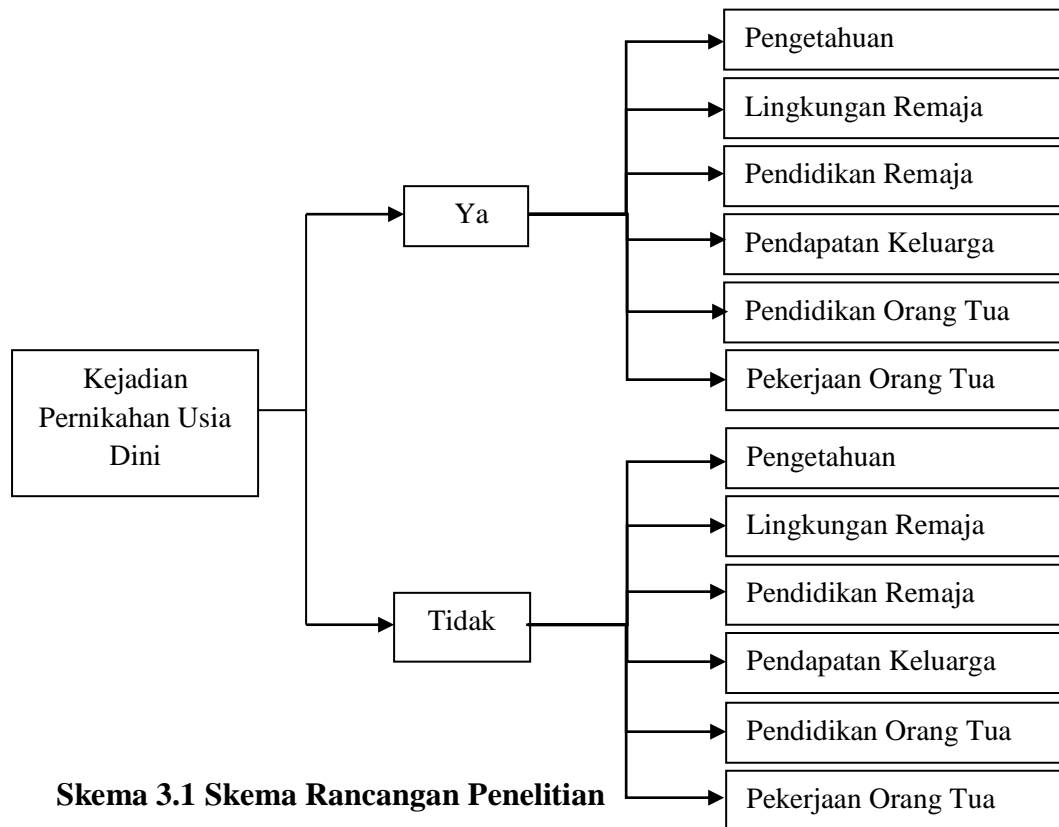 Kejadian
Pernikahan Usia
Dini
Ya
Pengetahuan
Lingkungan Remaja
Pendidikan Remaja
Pendapatan Keluarga
Pendidikan Orang Tua
Pekerjaan Orang Tua
Tidak
Pengetahuan
Lingkungan Remaja
Pendidikan Remaja
Pendapatan Keluarga
Pendidikan Orang Tua
Pekerjaan Orang Tua
Skema 3.1 Skema Rancangan Penelitian